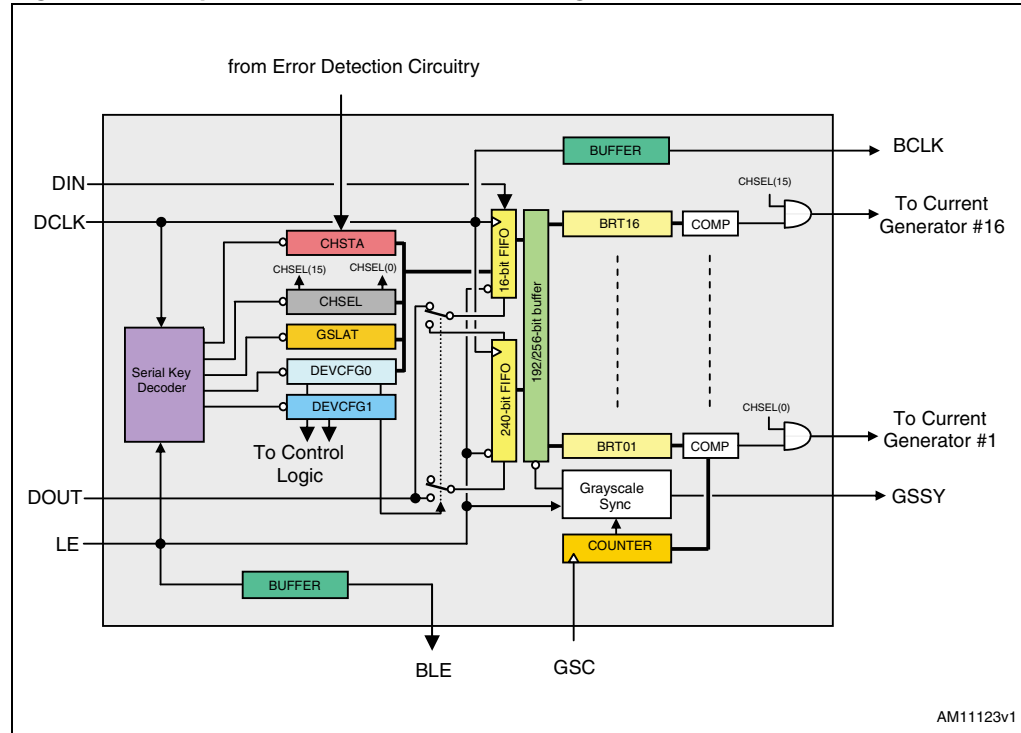 from Error Detection Circuitry
BUFFER
BCLK
DIN
CHSEL(15)
DCLK
To Current
Generator #16
CHSTA
16-bit FIFO
192/256-bit buffer
BRT16
COMP
CHSEL(15)
CHSEL(0)
CHSEL
GSLAT
Serial Key
Decoder
DEVCFG0
240-bit FIFO
DEVCFG1
CHSEL(0)
To Control
Logic
BRT01
COMP
To Current
Generator #1
DOUT
Grayscale
Sync
GSSY
LE
COUNTER
BUFFER
BLE
GSC
AM11123v1